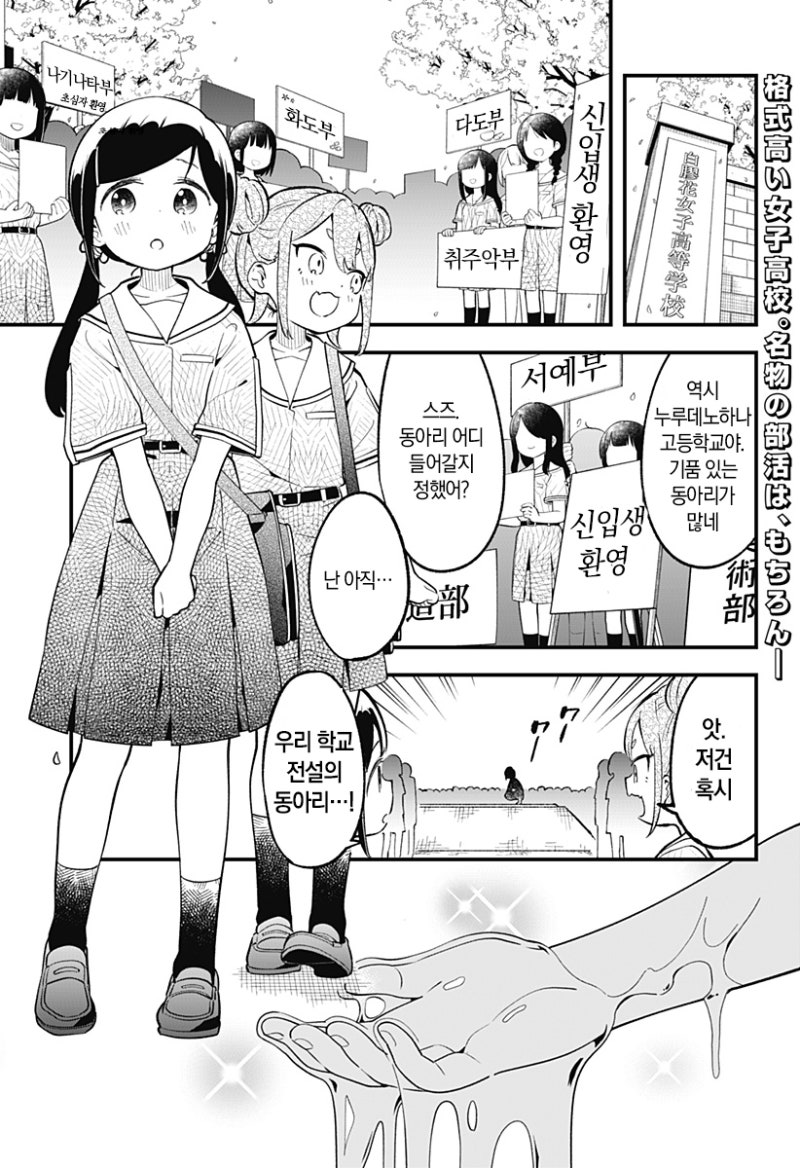 格式高い女子高校。名物の部活は、もちろん―
白膠花女子高等学校
신입생 환영
다도부
취주악부
화도부
나기나타부
초심자 환영
역시
누루데노하나
고등학교야.
기품 있는
동아리가
많네
서예부
신입생
환영
術
部
道部
스즈.
동아리 어디
들어갈지
정했어?
난 아직…
앗.
저건
혹시
ワワ
우리 학교
전설의
동아리…!